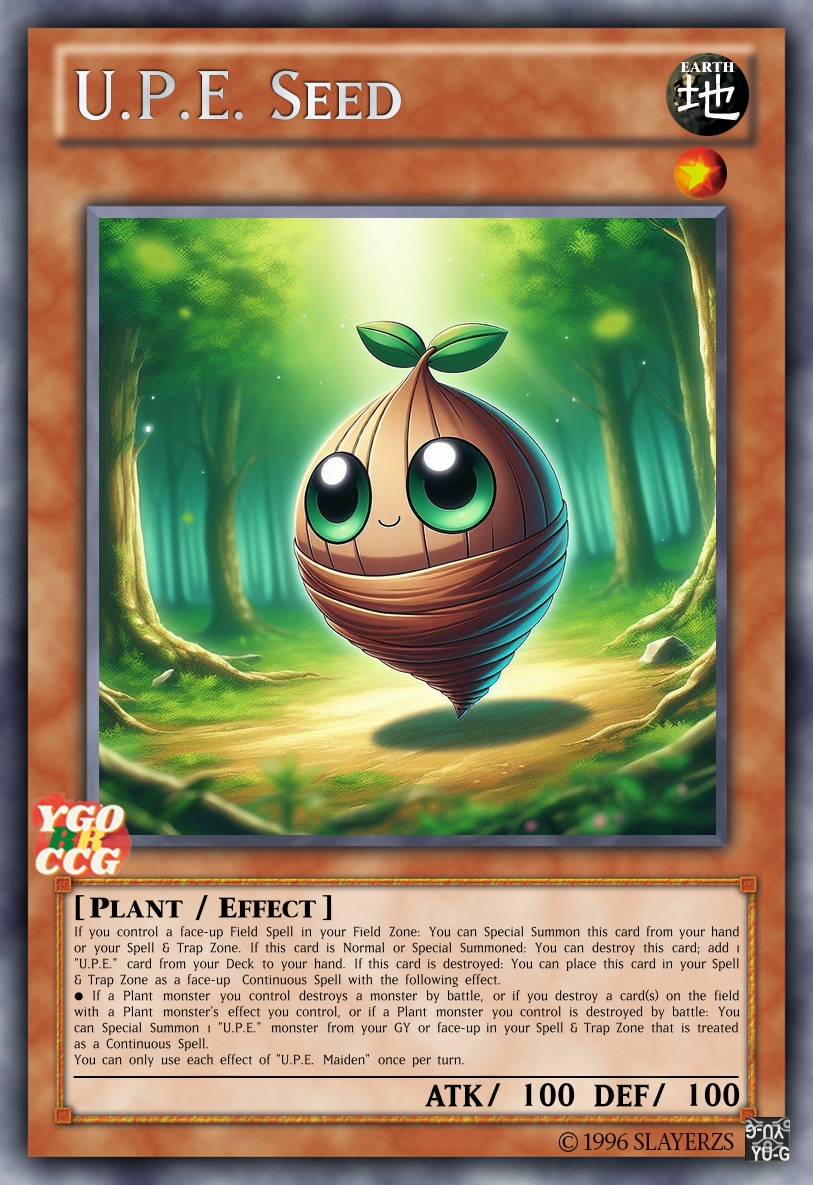 U.P.E. SEED
EARTH
地
YGO
BR
CCG
[ PLANT / EFFECT ]
If you control a face-up Field Spell in your Field Zone: You can Special Summon this card from your hand
or your Spell & Trap Zone. If this card is Normal or Special Summoned: You can destroy this card; add 1
"U.P.E." card from your Deck to your hand. If this card is destroyed: You can place this card in your Spell
& Trap Zone as a face-up Continuous Spell with the following effect.
● If a Plant monster you control destroys a monster by battle, or if you destroy a card(s) on the field
with a Plant monster's effect you control, or if a Plant monster you control is destroyed by battle: You
can Special Summon 1 "U.P.E." monster from your GY or face-up in your Spell & Trap Zone that is treated
as a Continuous Spell.
You can only use each effect of "U.P.E. Maiden" once per turn.
ATK/ 100 DEF/ 100
© 1996 SLAYERZS
YU-G
YU-G